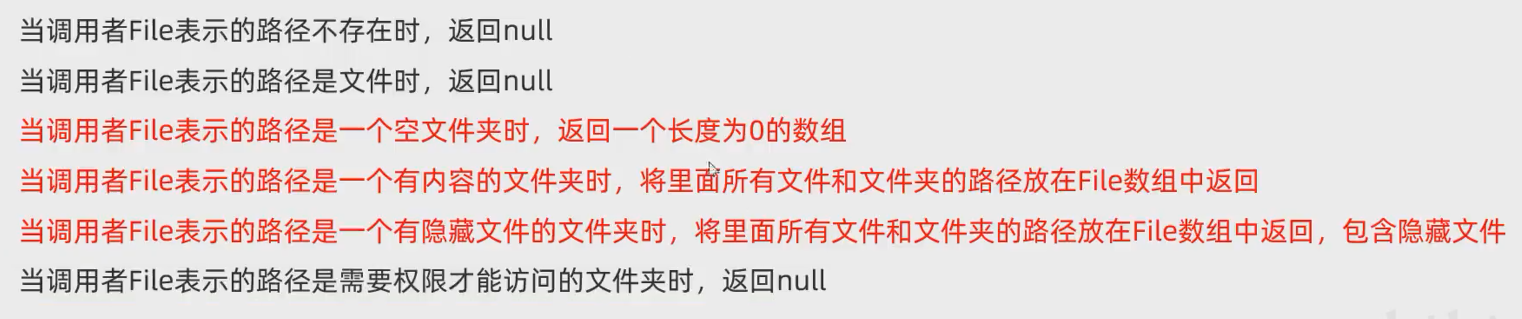 当调用者File表示的路径不存在时，返回null
当调用者File表示的路径是文件时，返回null
当调用者File表示的路径是一个空文件夹时，返回一个长度为0的数组
当调用者File表示的路径是一个有内容的文件夹时，将里面所有文件和文件夹的路径放在File数组中返回
当调用者File表示的路径是一个有隐藏文件的文件夹时，将里面所有文件和文件夹的路径放在File数组中返回，包含隐藏文件
当调用者File表示的路径是需要权限才能访问的文件夹时，返回null